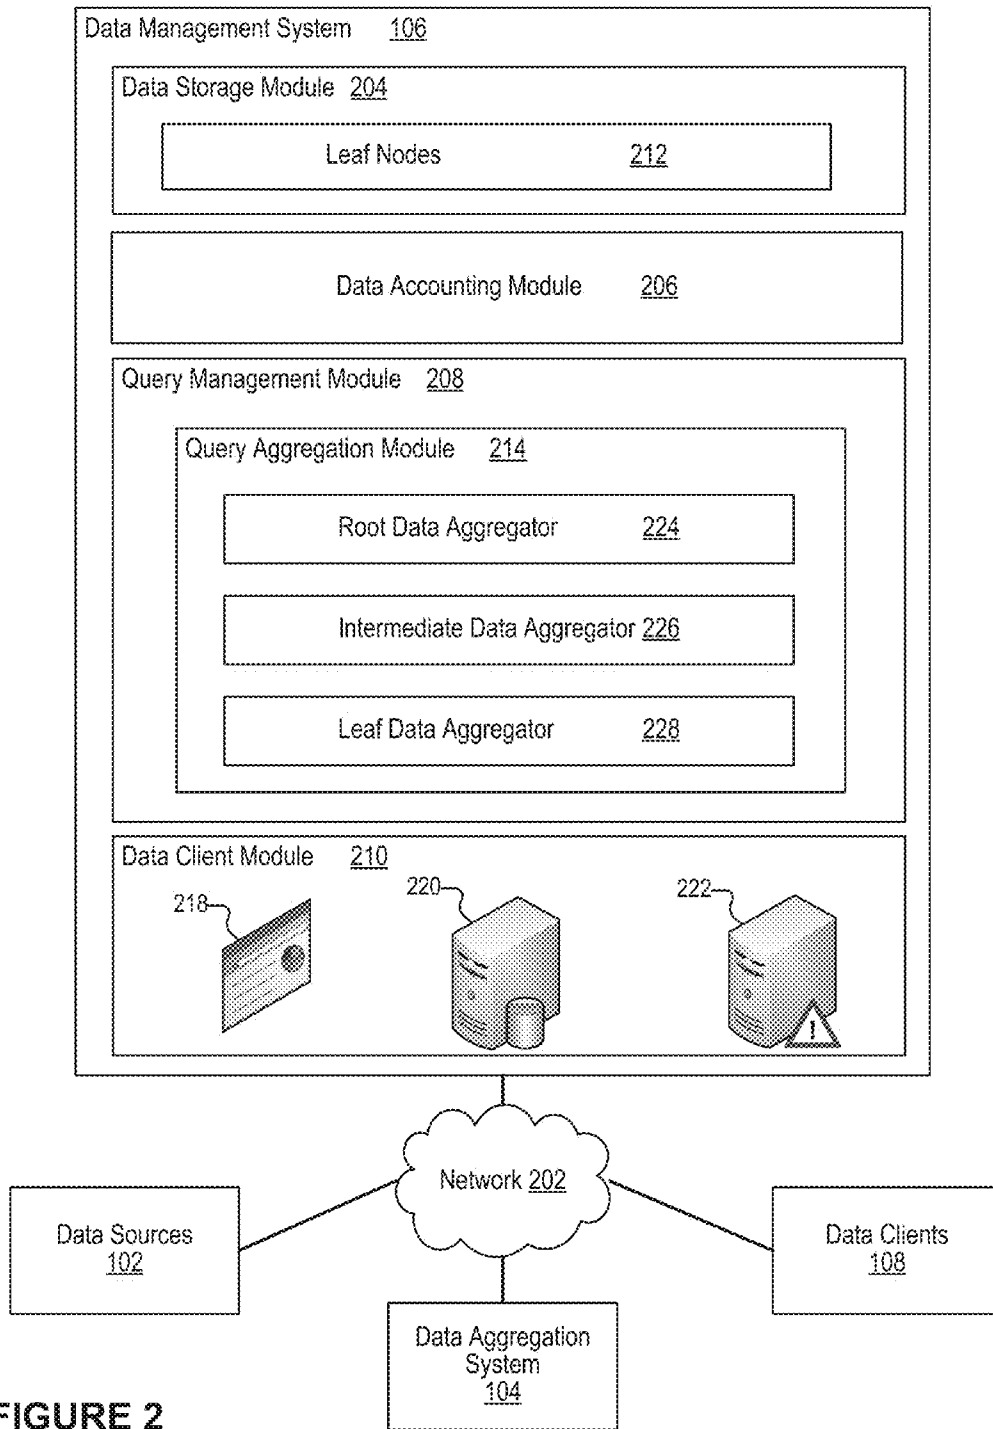 Data Management System 106
Data Storage Module 204
Leaf Nodes 212
Data Accounting Module 206
Query Management Module 208
Query Aggregation Module 214
Root Data Aggregator 224
Intermediate Data Aggregator 226
Leaf Data Aggregator 228
Data Client Module 210
218
220
222
!
Network 202
Data Sources
102
Data Clients
108
Data Aggregation
System
104
FIGURE 2